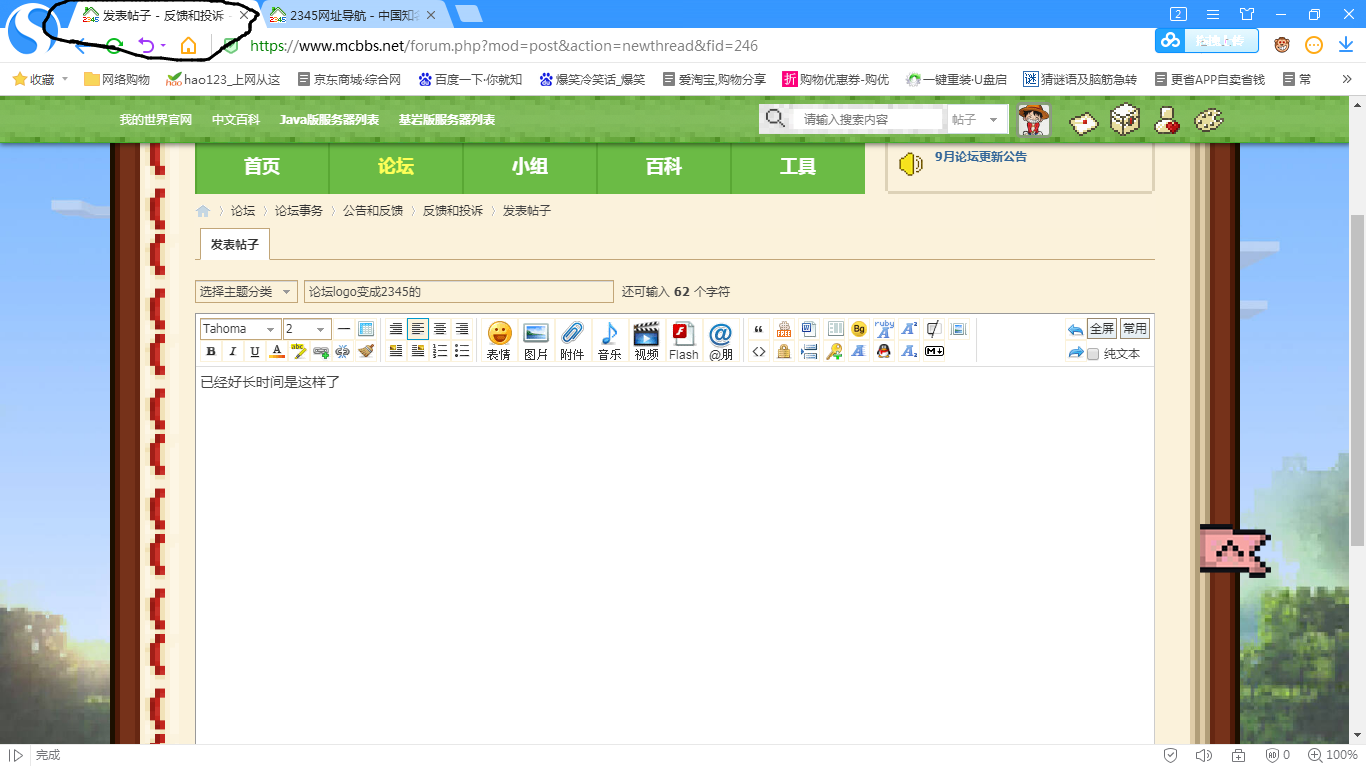 2345 发表帖子 - 反馈和投诉 - 2345 2345网址导航 - 中国知名 2
https://www.mcbbs.net/forum.php?mod=post&action=newthread&fid=246
收藏 网络购物 hao123_上网从这 京东商城-综合网 百度一下·你就知 爆笑冷笑话_爆笑 爱淘宝,购物分享 折 购物优惠券-购优 一键重装·U盘启 谜 猜谜语及脑筋急转 更省APP自卖省钱 常
我的世界官网 中文百科 Java版服务器列表 基岩版服务器列表 请输入搜索内容 帖子
首页 论坛 小组 百科 工具 9月论坛更新公告
论坛 论坛事务 公告和反馈 反馈和投诉 发表帖子
发表帖子
选择主题分类 论坛logo变成2345的 还可输入 62 个字符
Tahoma 2 “ Bg ruby A A² 全屏 常用
B I U A abc 表情 图片 附件 音乐 视频 Flash @朋 <> A A₂ M 纯文本
已经好长时间是这样了
完成 AD 0 100%